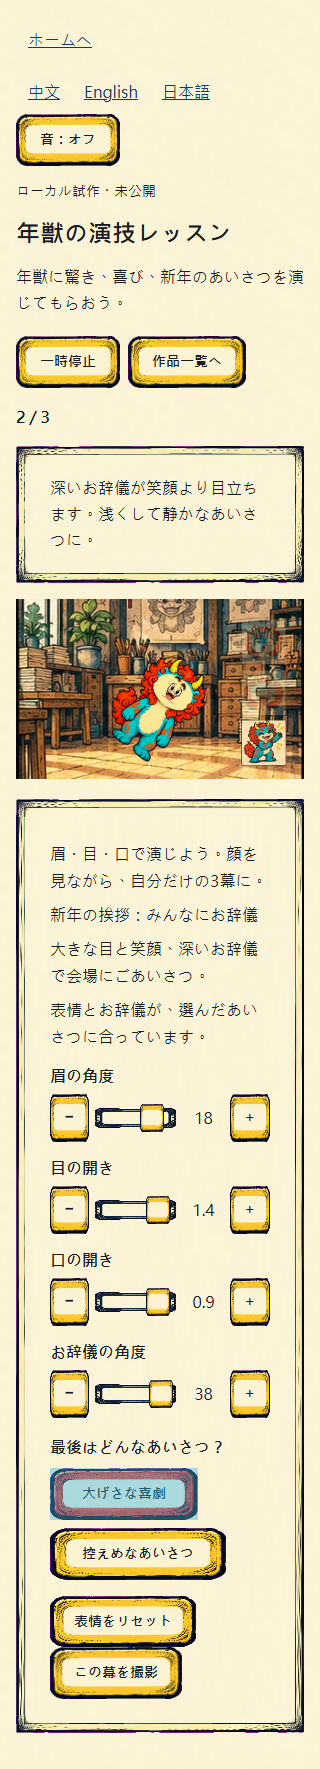 ホームへ
中文 English 日本語
音：オフ
ローカル試作・未公開
年獣の演技レッスン
年獣に驚き、喜び、新年のあいさつを演
じてもらおう。
一時停止 作品一覧へ
2 / 3
深いお辞儀が笑顔より目立ち
ます。浅くして静かなあいさ
つに。
眉・目・口で演じよう。顔を
見ながら、自分だけの3幕に。
新年の挨拶：みんなにお辞儀
大きな目と笑顔、深いお辞儀
で会場にごあいさつ。
表情とお辞儀が、選んだあい
さつに合っています。
眉の角度
− 18 +
目の開き
− 1.4 +
口の開き
− 0.9 +
お辞儀の角度
− 38 +
最後はどんなあいさつ？
大げさな喜劇
控えめなあいさつ
表情をリセット
この幕を撮影